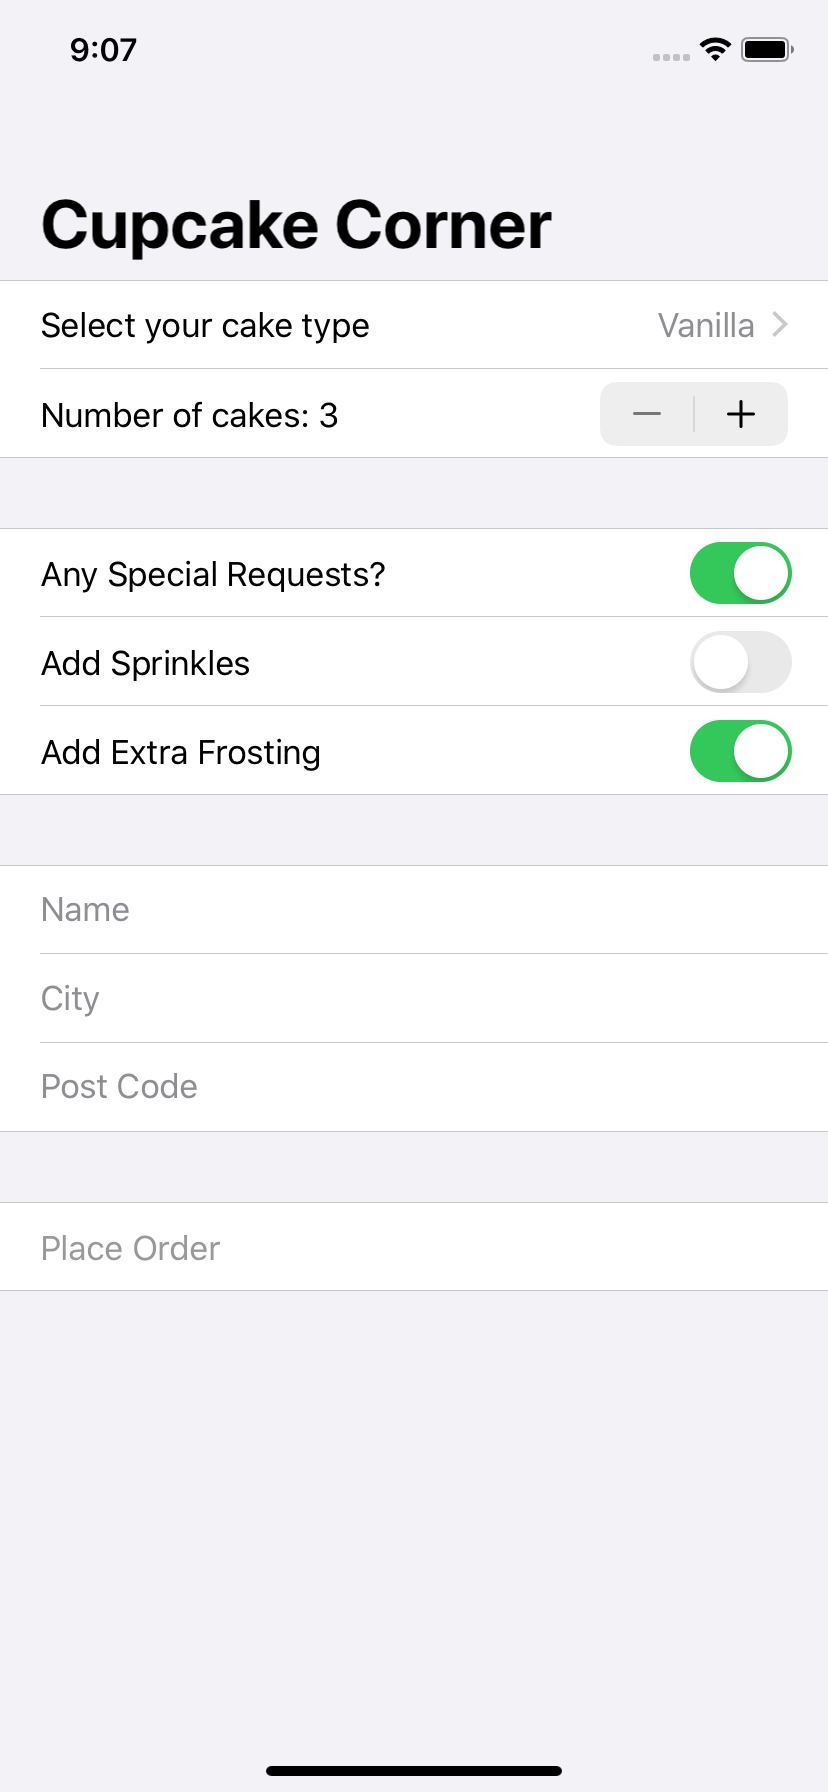 9:07
Cupcake Corner
Select your cake type Vanilla
Number of cakes: 3
Any Special Requests?
Add Sprinkles
Add Extra Frosting
Name
City
Post Code
Place Order